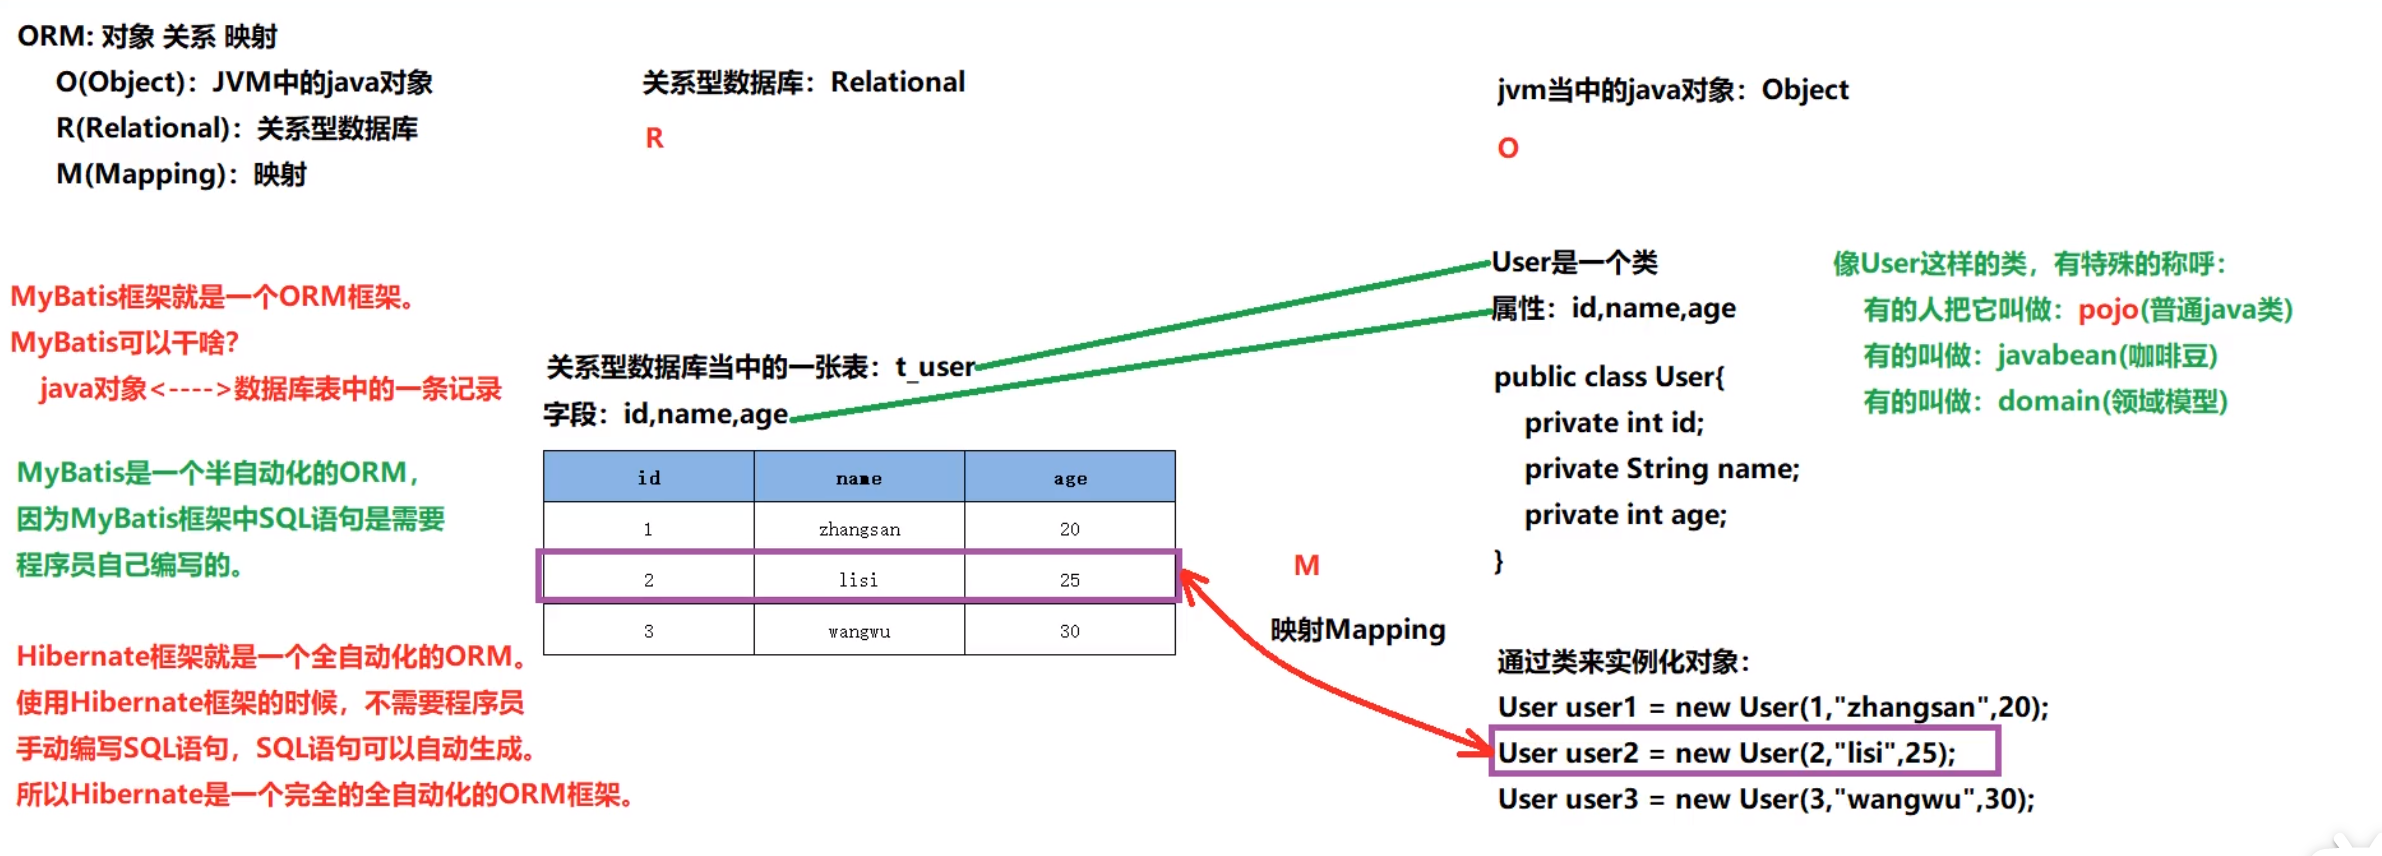 ORM: 对象 关系 映射
O(Object)：JVM中的java对象
R(Relational)：关系型数据库
M(Mapping)：映射
关系型数据库：Relational
R
jvm当中的java对象：Object
O
MyBatis框架就是一个ORM框架。
MyBatis可以干啥？
java对象<---->数据库表中的一条记录
MyBatis是一个半自动化的ORM，
因为MyBatis框架中SQL语句是需要
程序员自己编写的。
Hibernate框架就是一个全自动化的ORM。
使用Hibernate框架的时候，不需要程序员
手动编写SQL语句，SQL语句可以自动生成。
所以Hibernate是一个完全的全自动化的ORM框架。
关系型数据库当中的一张表：t_user
字段：id,name,age
id name age
1 zhangsan 20
2 lisi 25
3 wangwu 30
M
映射Mapping
User是一个类
属性：id,name,age
public class User{
private int id;
private String name;
private int age;
}
通过类来实例化对象：
User user1 = new User(1,"zhangsan",20);
User user2 = new User(2,"lisi",25);
User user3 = new User(3,"wangwu",30);
像User这样的类，有特殊的称呼：
有的人把它叫做：pojo(普通java类)
有的叫做：javabean(咖啡豆)
有的叫做：domain(领域模型)